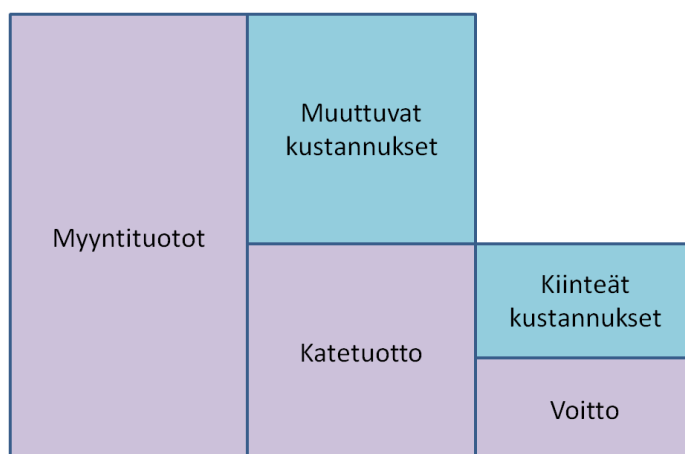 Myyntituotot
Muuttuvat
kustannukset
Katetuotto
Kiinteät
kustannukset
Voitto